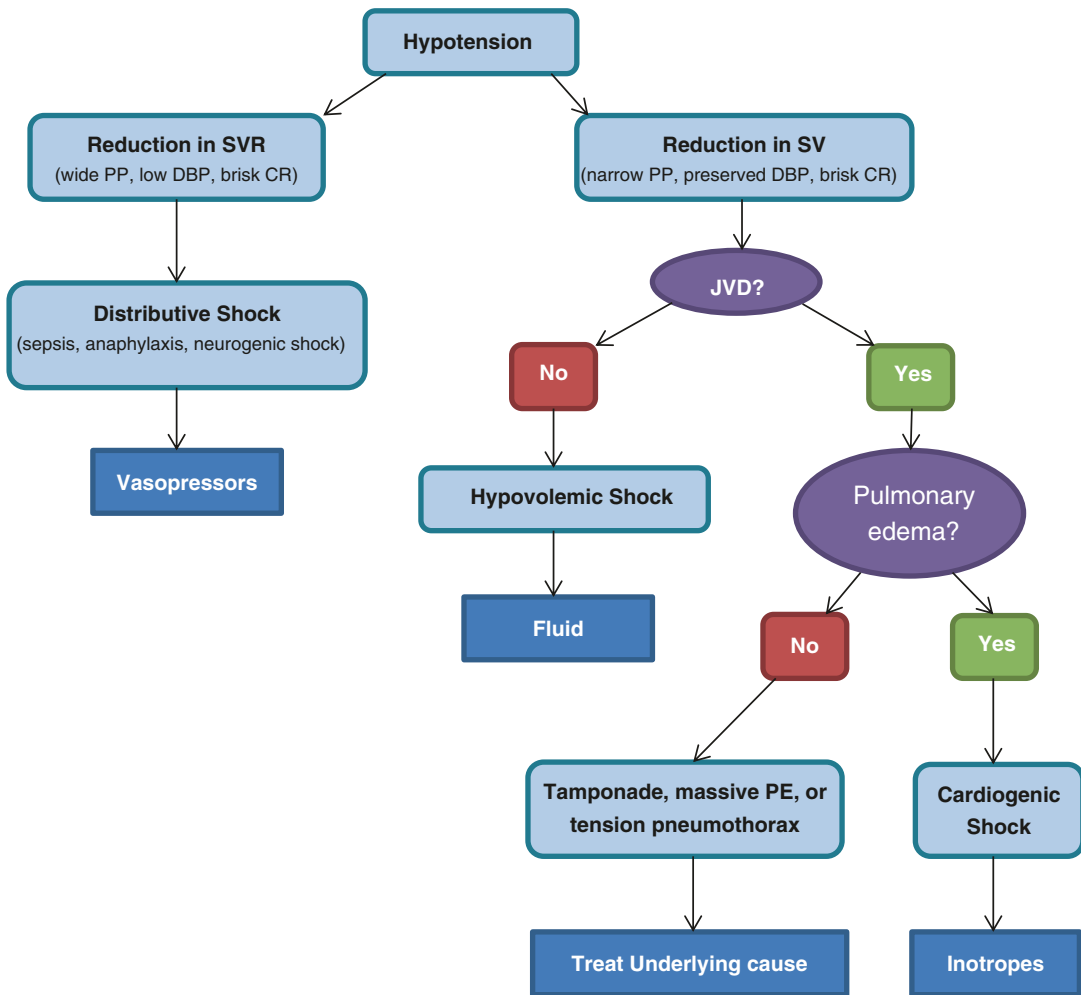 Hypotension
Reduction in SVR
(wide PP, low DBP, brisk CR)
Reduction in SV
(narrow PP, preserved DBP, brisk CR)
JVD?
Distributive Shock
(sepsis, anaphylaxis, neurogenic shock)
No
Yes
Vasopressors
Hypovolemic Shock
Pulmonary
edema?
Fluid
No
Yes
Tamponade, massive PE, or
tension pneumothorax
Cardiogenic
Shock
Treat Underlying cause
Inotropes